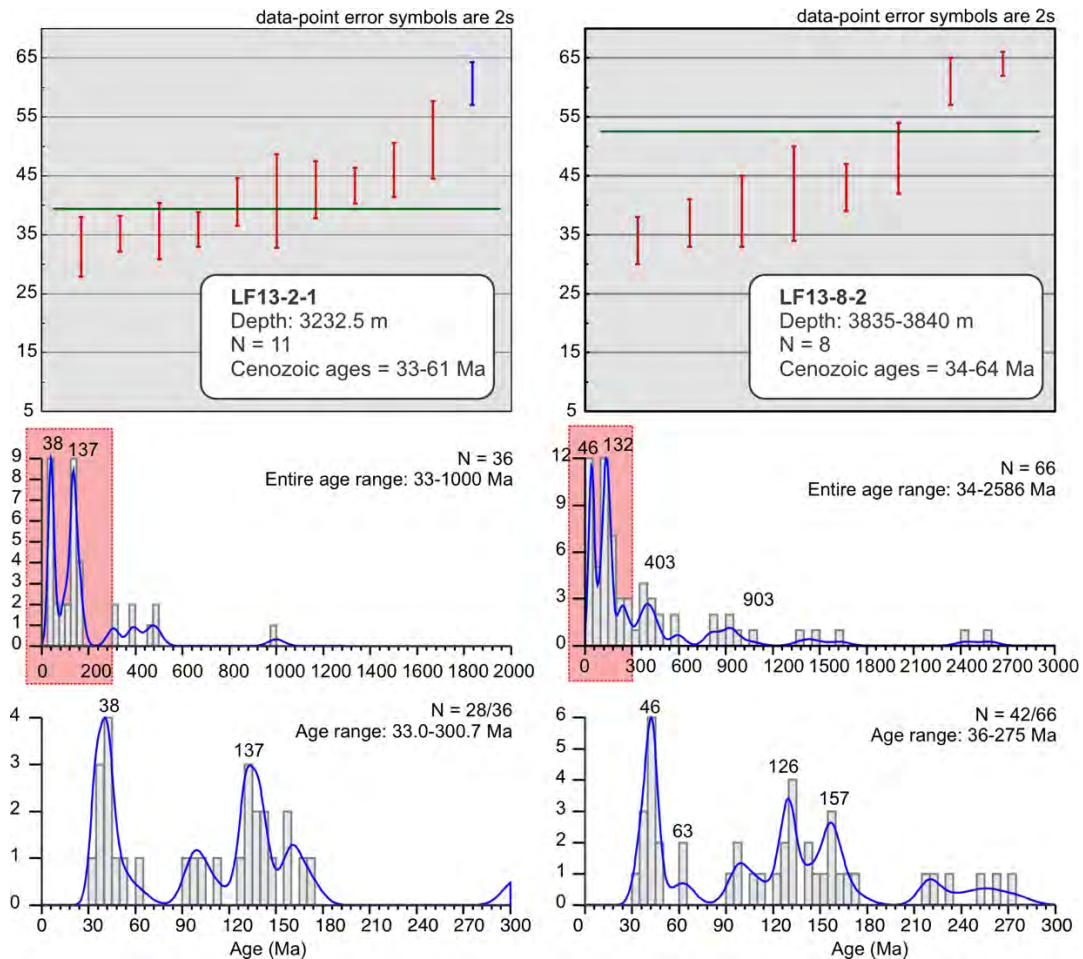 data-point error symbols are 2s
65
55
45
35
25
15
5
LF13-2-1
Depth: 3232.5 m
N = 11
Cenozoic ages = 33-61 Ma
data-point error symbols are 2s
65
55
45
35
25
15
5
LF13-8-2
Depth: 3835-3840 m
N = 8
Cenozoic ages = 34-64 Ma
38 137
N = 36
Entire age range: 33-1000 Ma
9
8
7
6
5
4
3
2
1
0
0 200 400 600 800 1000 1200 1400 1600 1800 2000
46 132
N = 66
Entire age range: 34-2586 Ma
403
903
12
9
6
3
0
0 300 600 900 1200 1500 1800 2100 2400 2700 3000
38
N = 28/36
Age range: 33.0-300.7 Ma
137
4
3
2
1
0
0 30 60 90 120 150 180 210 240 270 300
Age (Ma)
46
N = 42/66
Age range: 36-275 Ma
126
157
63
6
5
4
3
2
1
0
0 30 60 90 120 150 180 210 240 270 300
Age (Ma)